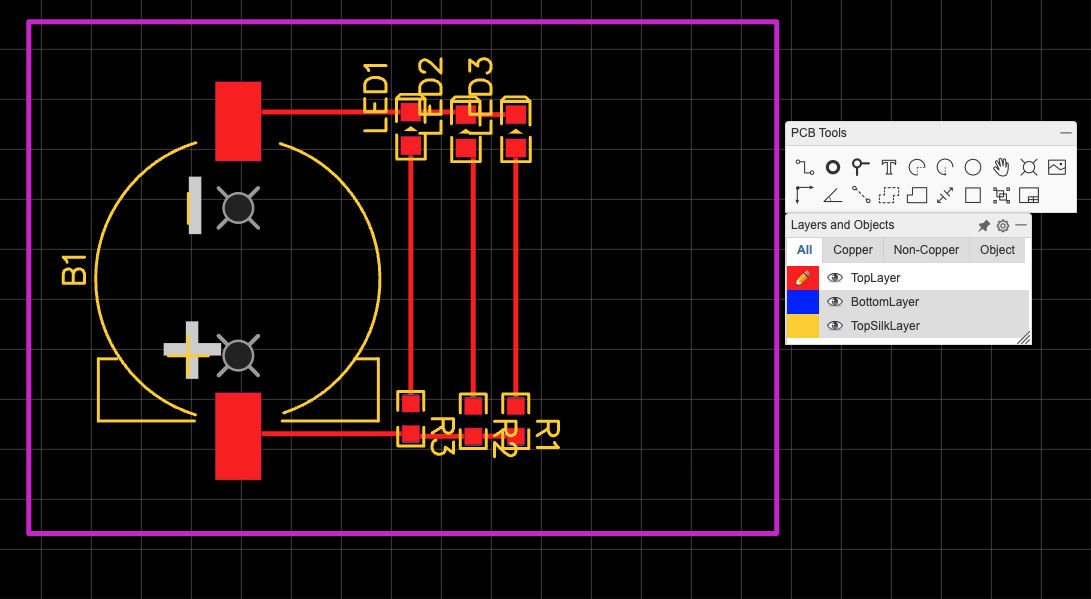 LED1
LED2
LED3
B1
R3
R2
R1
PCB Tools
Layers and Objects
All
Copper
Non-Copper
Object
TopLayer
BottomLayer
TopSilkLayer